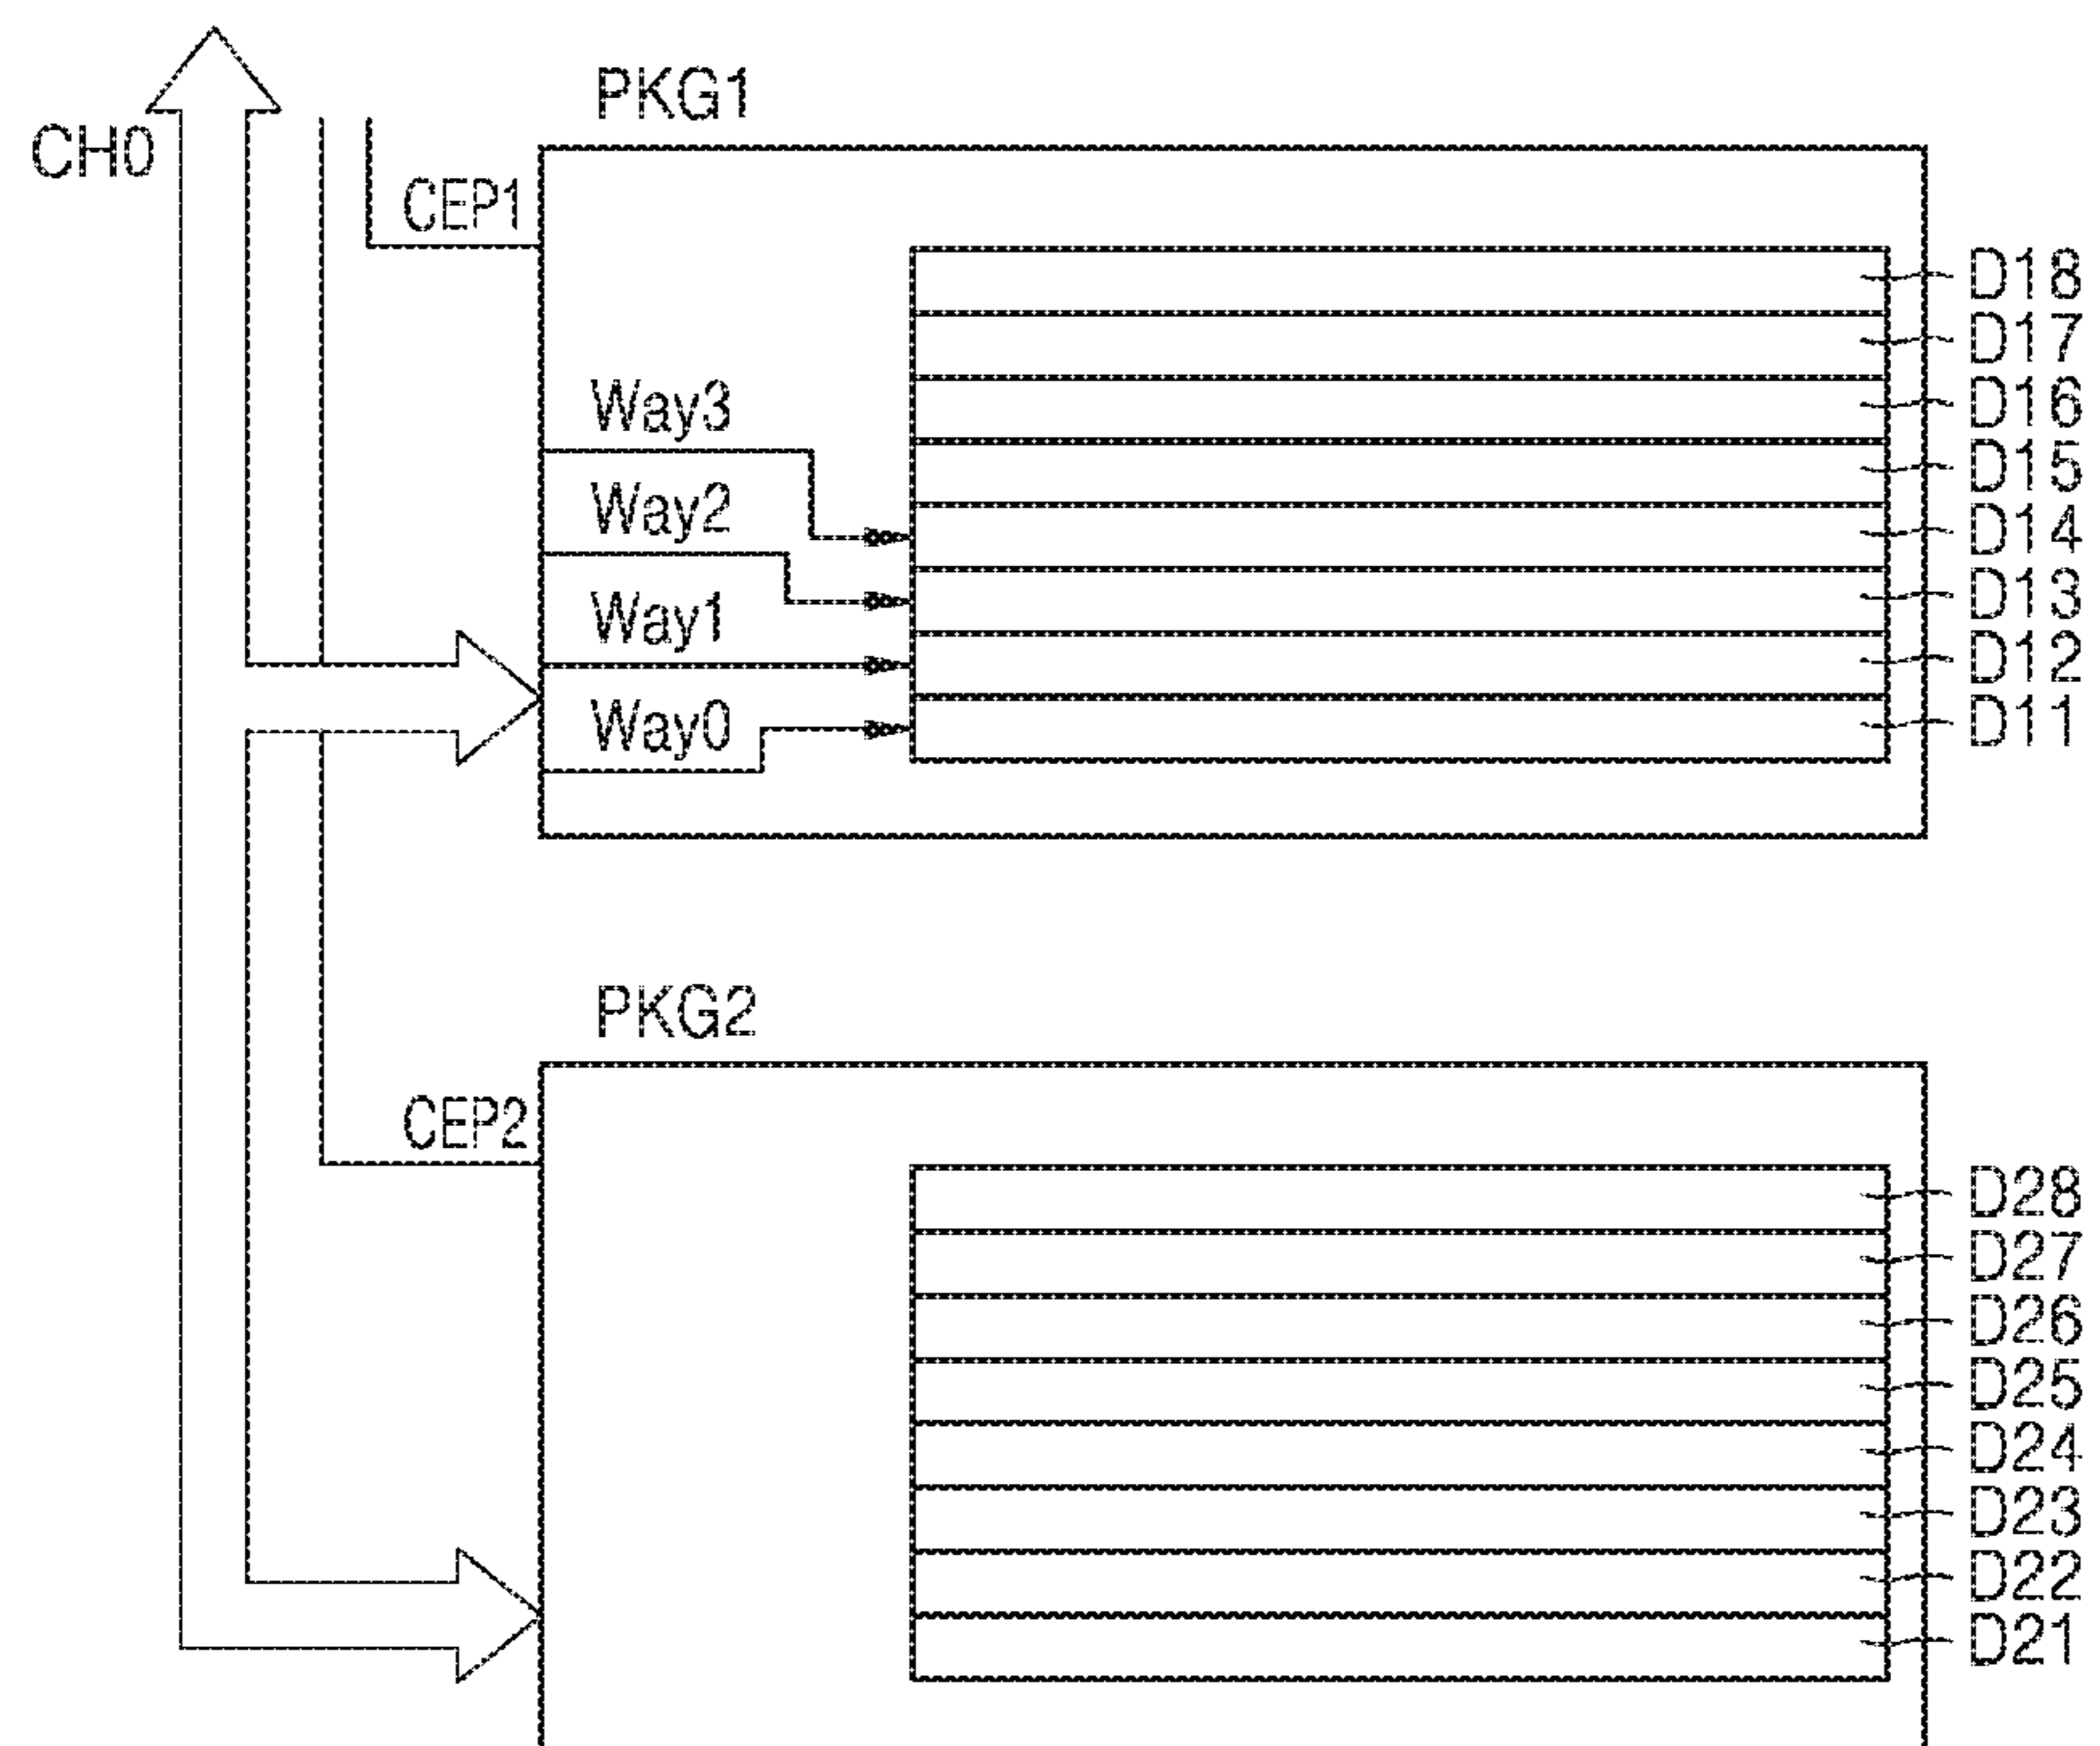 PKG1
CH0
CEP1
D18
D17
Way3
D16
D15
Way2
D14
Way1
D13
D12
Way0
D11
PKG2
CEP2
D28
D27
D26
D25
D24
D23
D22
D21